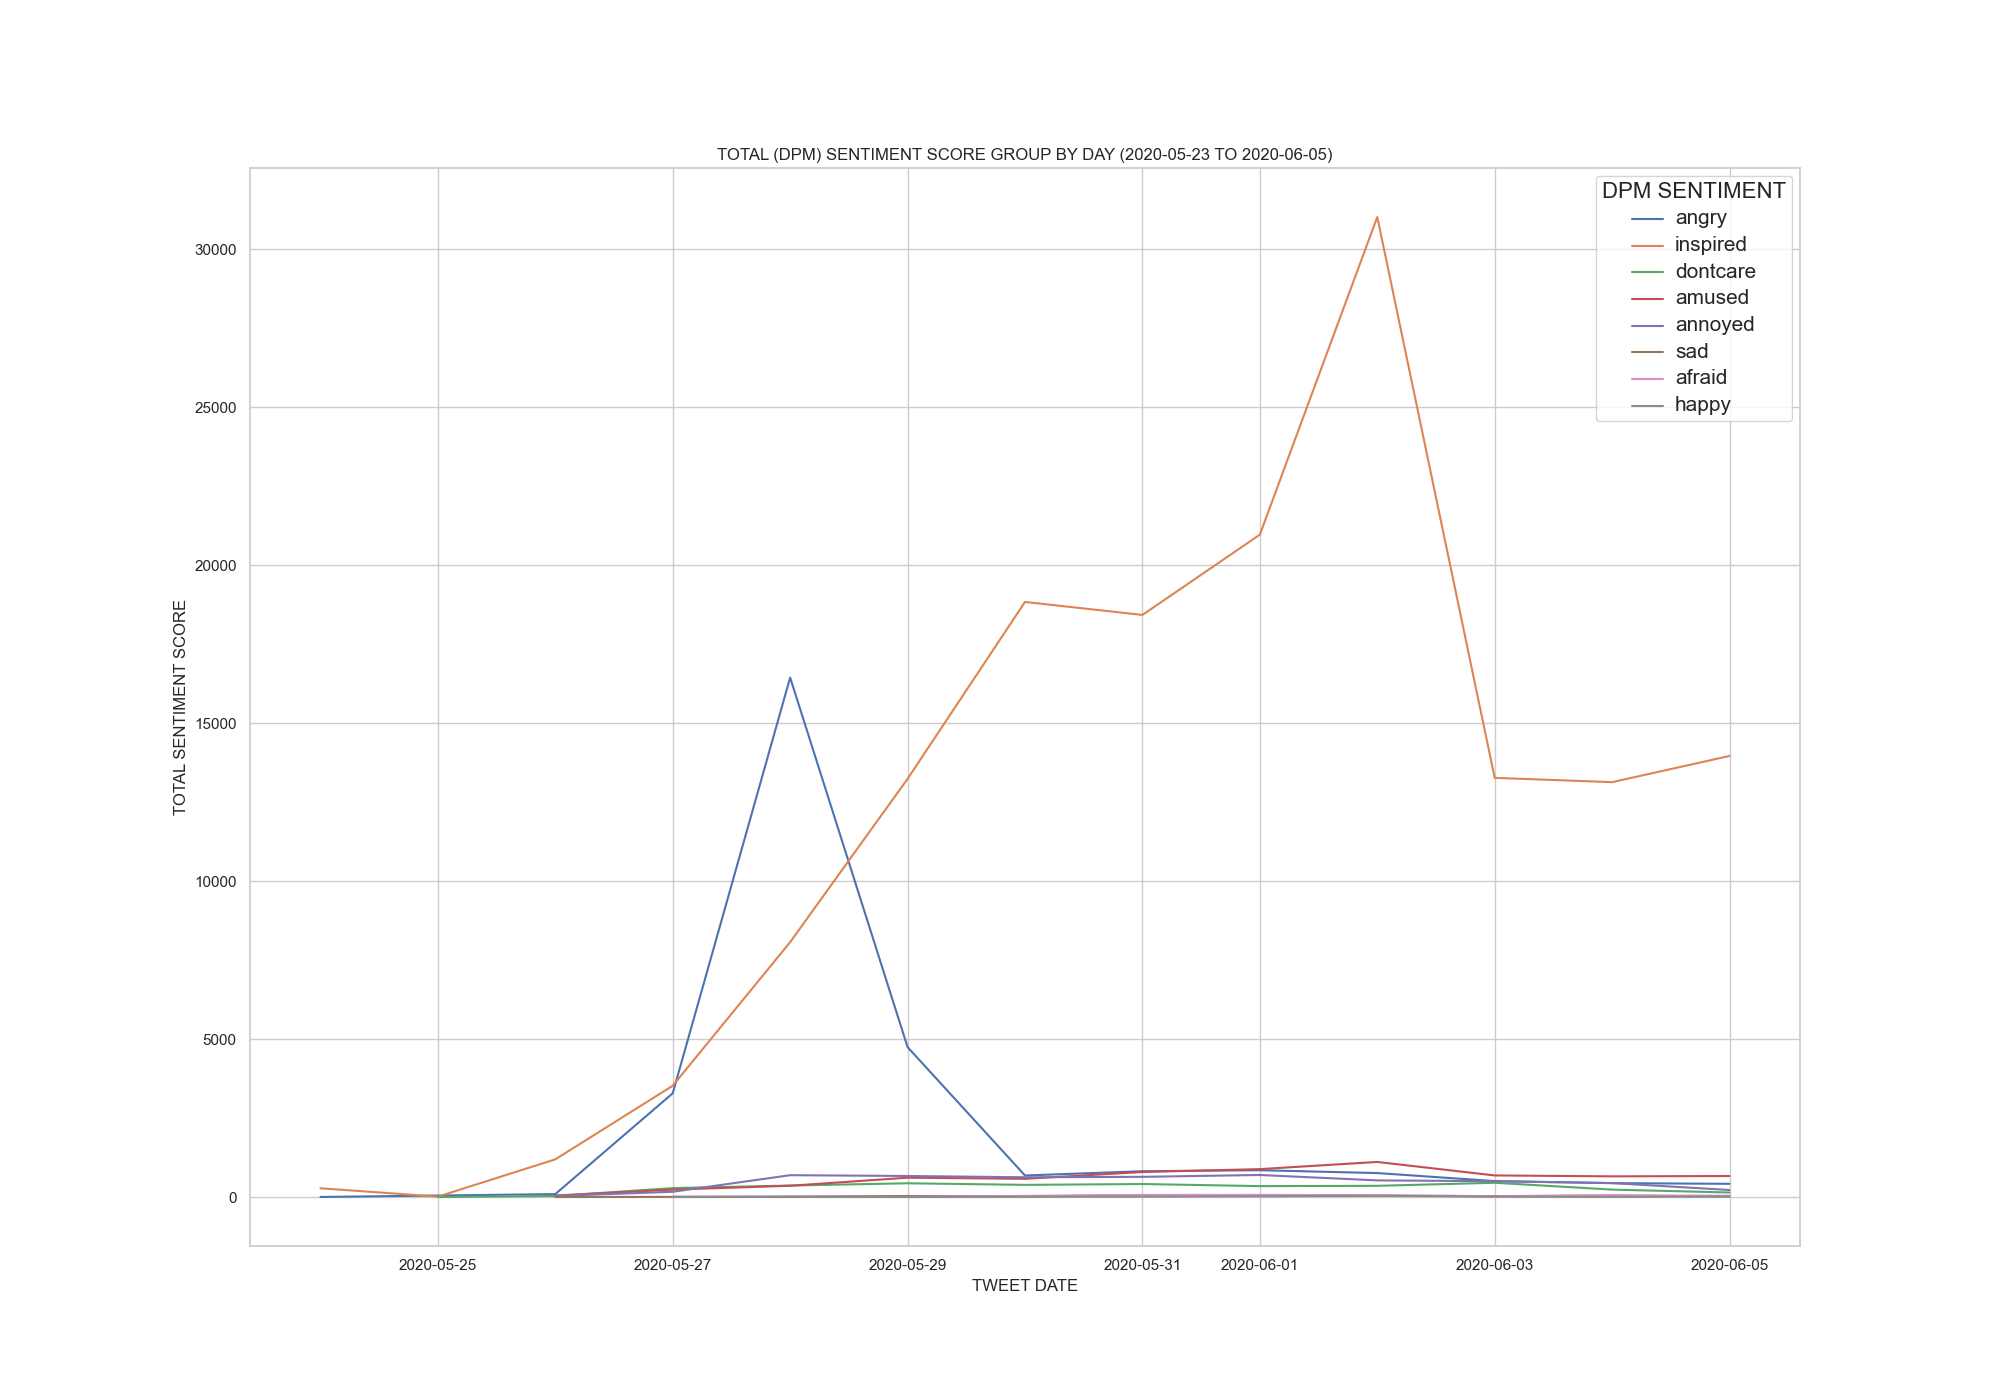 TOTAL (DPM) SENTIMENT SCORE GROUP BY DAY (2020-05-23 TO 2020-06-05)
DPM SENTIMENT
angry
inspired
dontcare
amused
annoyed
sad
afraid
happy
TOTAL SENTIMENT SCORE
30000
25000
20000
15000
10000
5000
0
2020-05-25 2020-05-27 2020-05-29 2020-05-31 2020-06-01 2020-06-03 2020-06-05
TWEET DATE